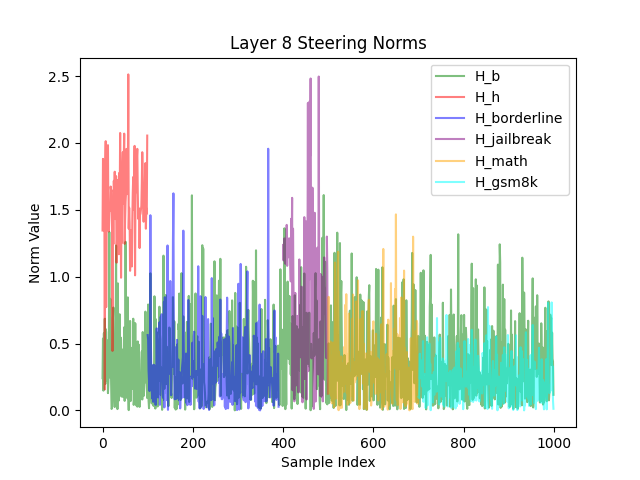 Layer 8 Steering Norms
Norm Value
2.5
2.0
1.5
1.0
0.5
0.0
H_b
H_h
H_borderline
H_jailbreak
H_math
H_gsm8k
0 200 400 600 800 1000
Sample Index